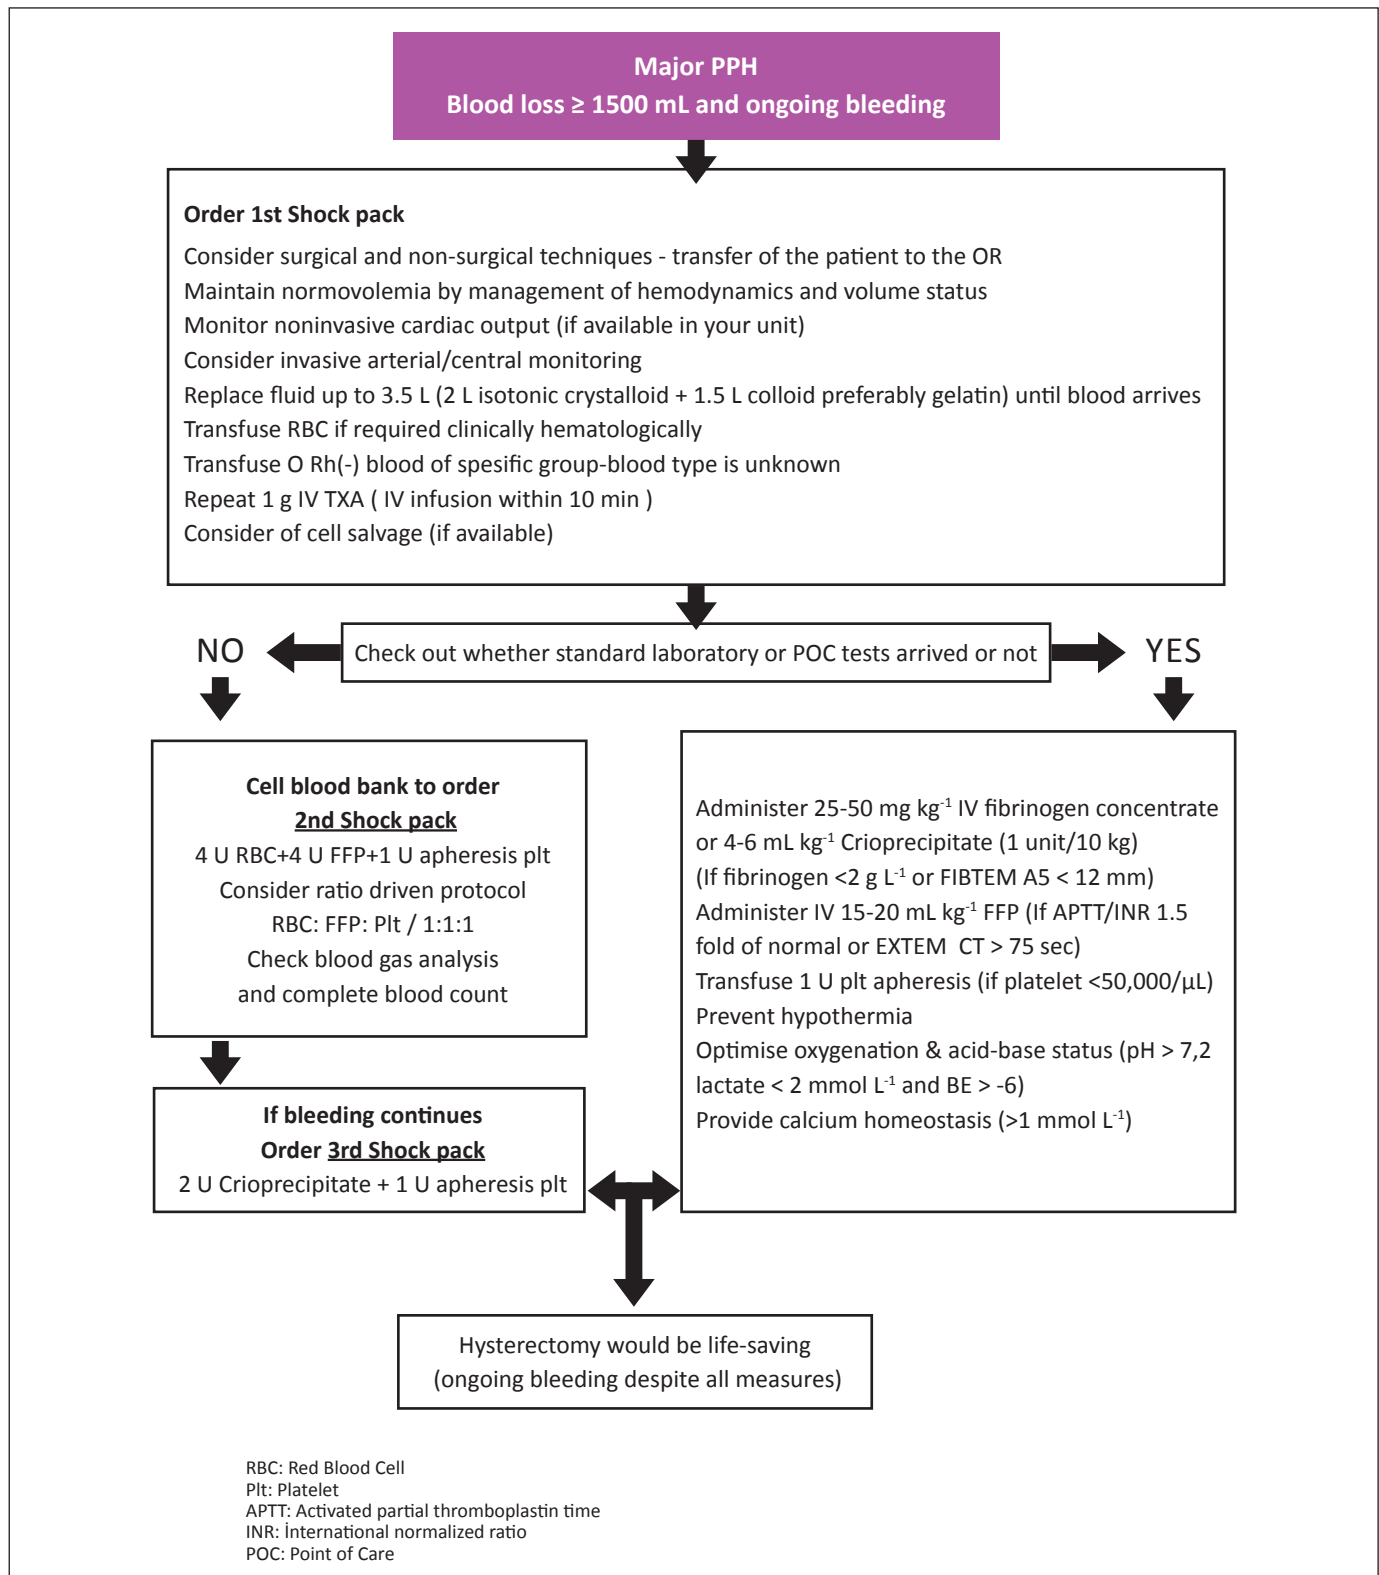 Major PPH
Blood loss ≥ 1500 mL and ongoing bleeding
Order 1st Shock pack
Consider surgical and non-surgical techniques - transfer of the patient to the OR
Maintain normovolemia by management of hemodynamics and volume status
Monitor noninvasive cardiac output (if available in your unit)
Consider invasive arterial/central monitoring
Replace fluid up to 3.5 L (2 L isotonic crystalloid + 1.5 L colloid preferably gelatin) until blood arrives
Transfuse RBC if required clinically hematologically
Transfuse O Rh(-) blood of spesific group-blood type is unknown
Repeat 1 g IV TXA ( IV infusion within 10 min )
Consider of cell salvage (if available)
NO
Check out whether standard laboratory or POC tests arrived or not
YES
Cell blood bank to order
2nd Shock pack
4 U RBC+4 U FFP+1 U apheresis plt
Consider ratio driven protocol
RBC: FFP: Plt / 1:1:1
Check blood gas analysis
and complete blood count
If bleeding continues
Order 3rd Shock pack
2 U Crioprecipitate + 1 U apheresis plt
Administer 25-50 mg kg⁻¹ IV fibrinogen concentrate
or 4-6 mL kg⁻¹ Crioprecipitate (1 unit/10 kg)
(If fibrinogen <2 g L⁻¹ or FIBTEM A5 < 12 mm)
Administer IV 15-20 mL kg⁻¹ FFP (If APTT/INR 1.5
fold of normal or EXTEM CT > 75 sec)
Transfuse 1 U plt apheresis (if platelet <50,000/µL)
Prevent hypothermia
Optimise oxygenation & acid-base status (pH > 7,2
lactate < 2 mmol L⁻¹ and BE > -6)
Provide calcium homeostasis (>1 mmol L⁻¹)
Hysterectomy would be life-saving
(ongoing bleeding despite all measures)
RBC: Red Blood Cell
Plt: Platelet
APTT: Activated partial thromboplastin time
INR: İnternational normalized ratio
POC: Point of Care